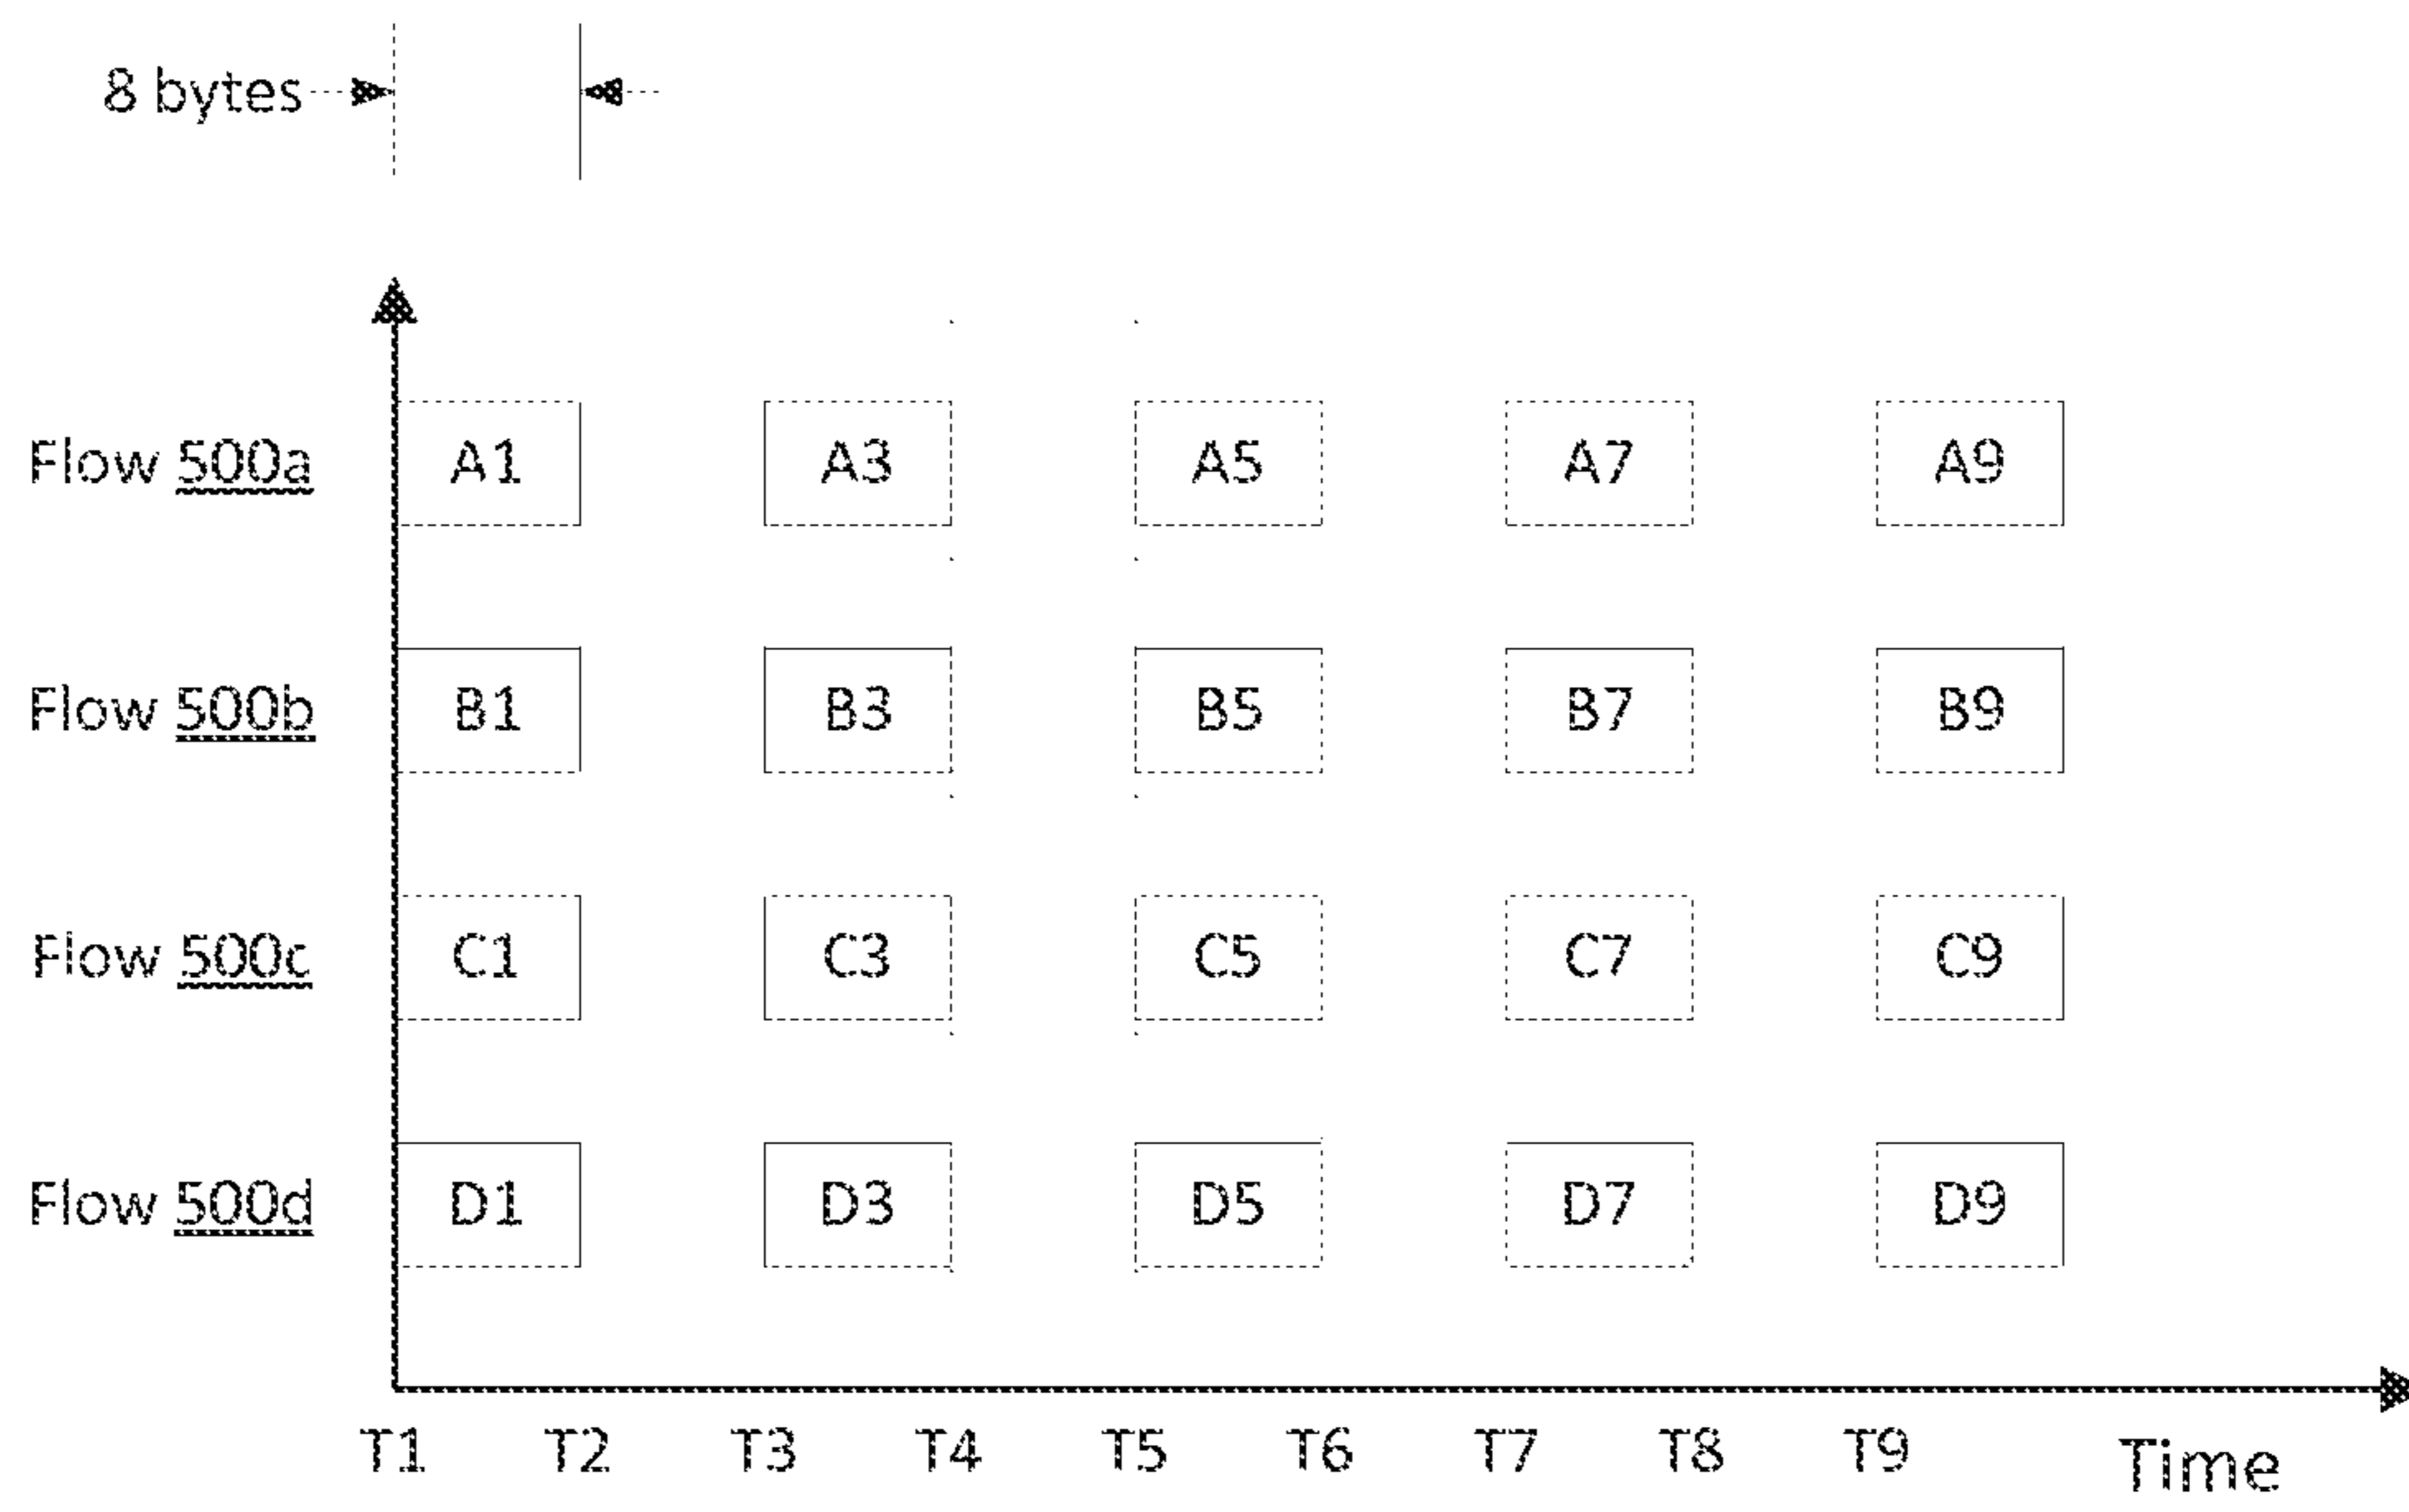 8 bytes
Flow 500a A1 A3 A5 A7 A9
Flow 500b B1 B3 B5 B7 B9
Flow 500c C1 C3 C5 C7 C9
Flow 500d D1 D3 D5 D7 D9
T1 T2 T3 T4 T5 T6 T7 T8 T9 Time